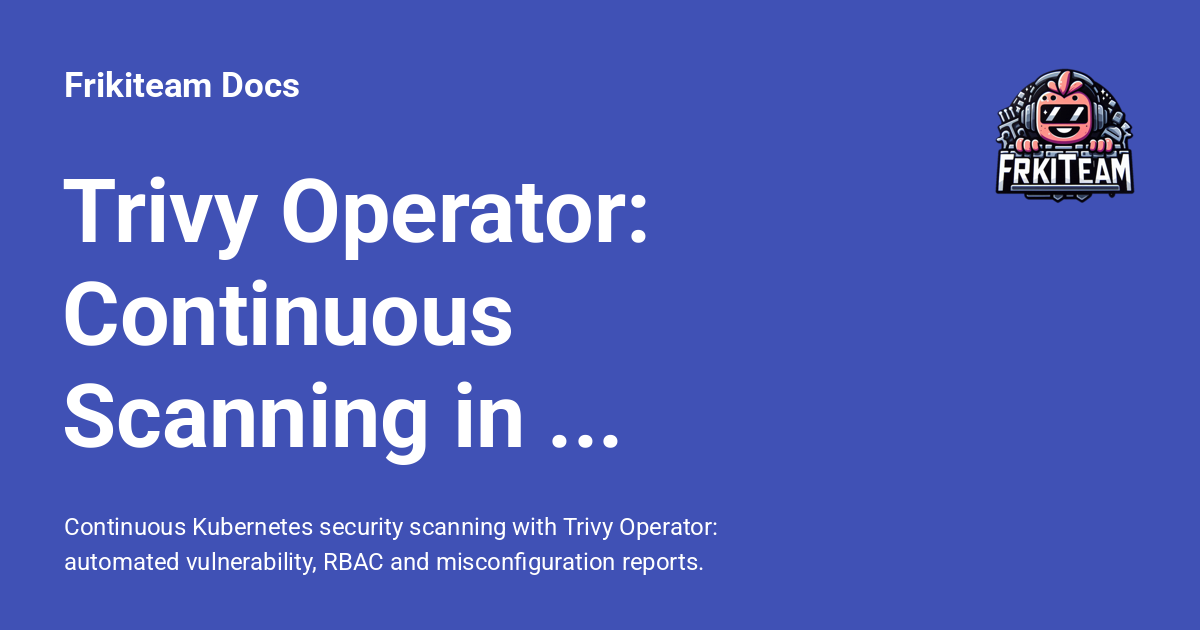 Frikiteam Docs
FRKITEAM
Trivy Operator:
Continuous
Scanning in ...
Continuous Kubernetes security scanning with Trivy Operator:
automated vulnerability, RBAC and misconfiguration reports.